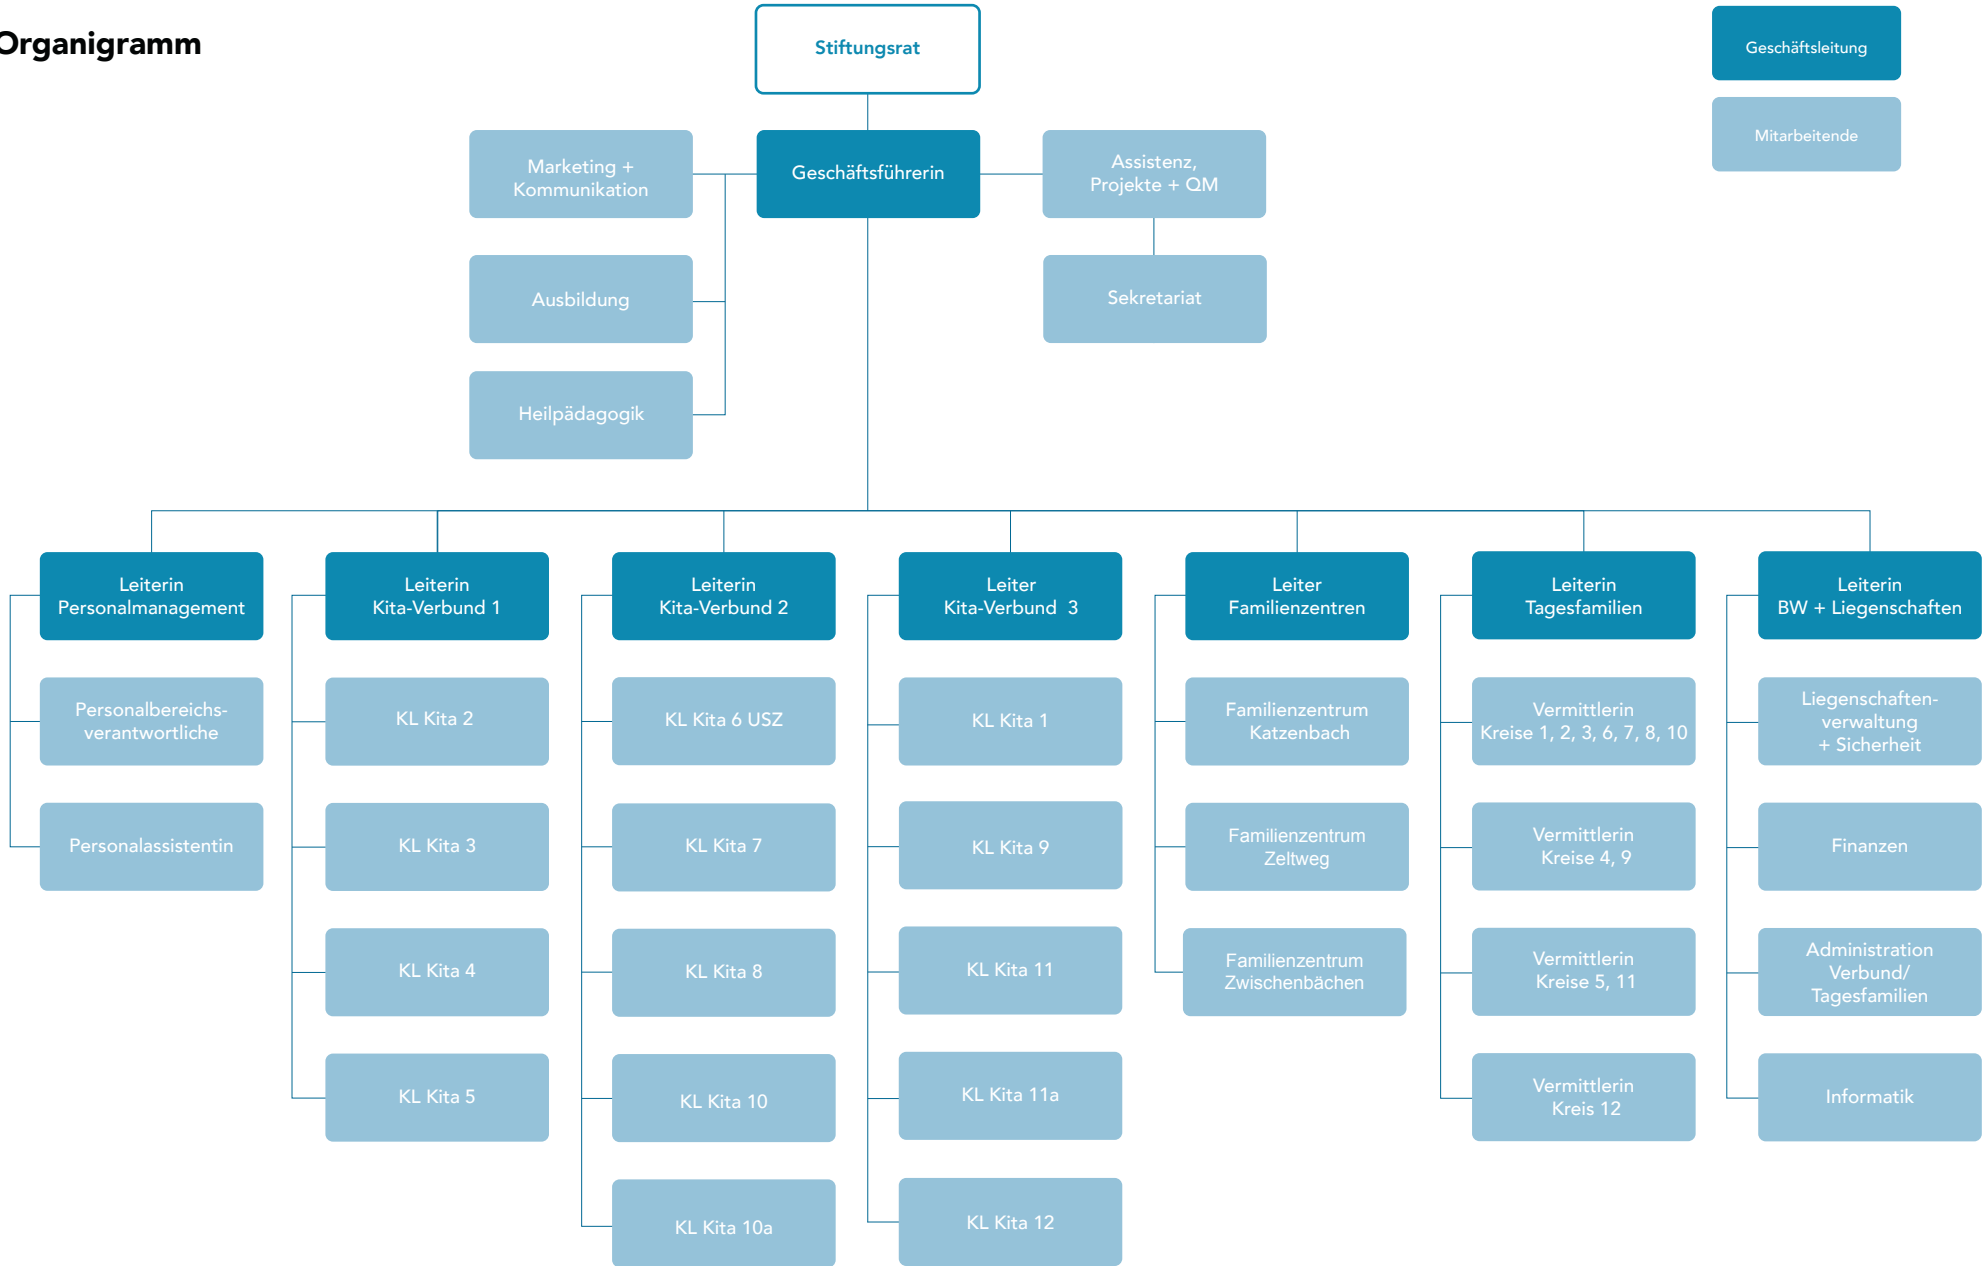 Organigramm
Stiftungsrat
Geschäftsleitung
Mitarbeitende
Marketing +
Kommunikation
Geschäftsführerin
Assistenz,
Projekte + QM
Ausbildung
Sekretariat
Heilpädagogik
Leiterin
Personalmanagement
Personalbereichs-
verantwortliche
Personalassistentin
Leiterin
Kita-Verbund 1
KL Kita 2
KL Kita 3
KL Kita 4
KL Kita 5
Leiterin
Kita-Verbund 2
KL Kita 6 USZ
KL Kita 7
KL Kita 8
KL Kita 10
KL Kita 10a
Leiter
Kita-Verbund 3
KL Kita 1
KL Kita 9
KL Kita 11
KL Kita 11a
KL Kita 12
Leiter
Familienzentren
Familienzentrum
Katzenbach
Familienzentrum
Zeltweg
Familienzentrum
Zwischenbächen
Leiterin
Tagesfamilien
Vermittlerin
Kreise 1, 2, 3, 6, 7, 8, 10
Vermittlerin
Kreise 4, 9
Vermittlerin
Kreise 5, 11
Vermittlerin
Kreis 12
Leiterin
BW + Liegenschaften
Liegenschaften-
verwaltung
+ Sicherheit
Finanzen
Administration
Verbund/
Tagesfamilien
Informatik